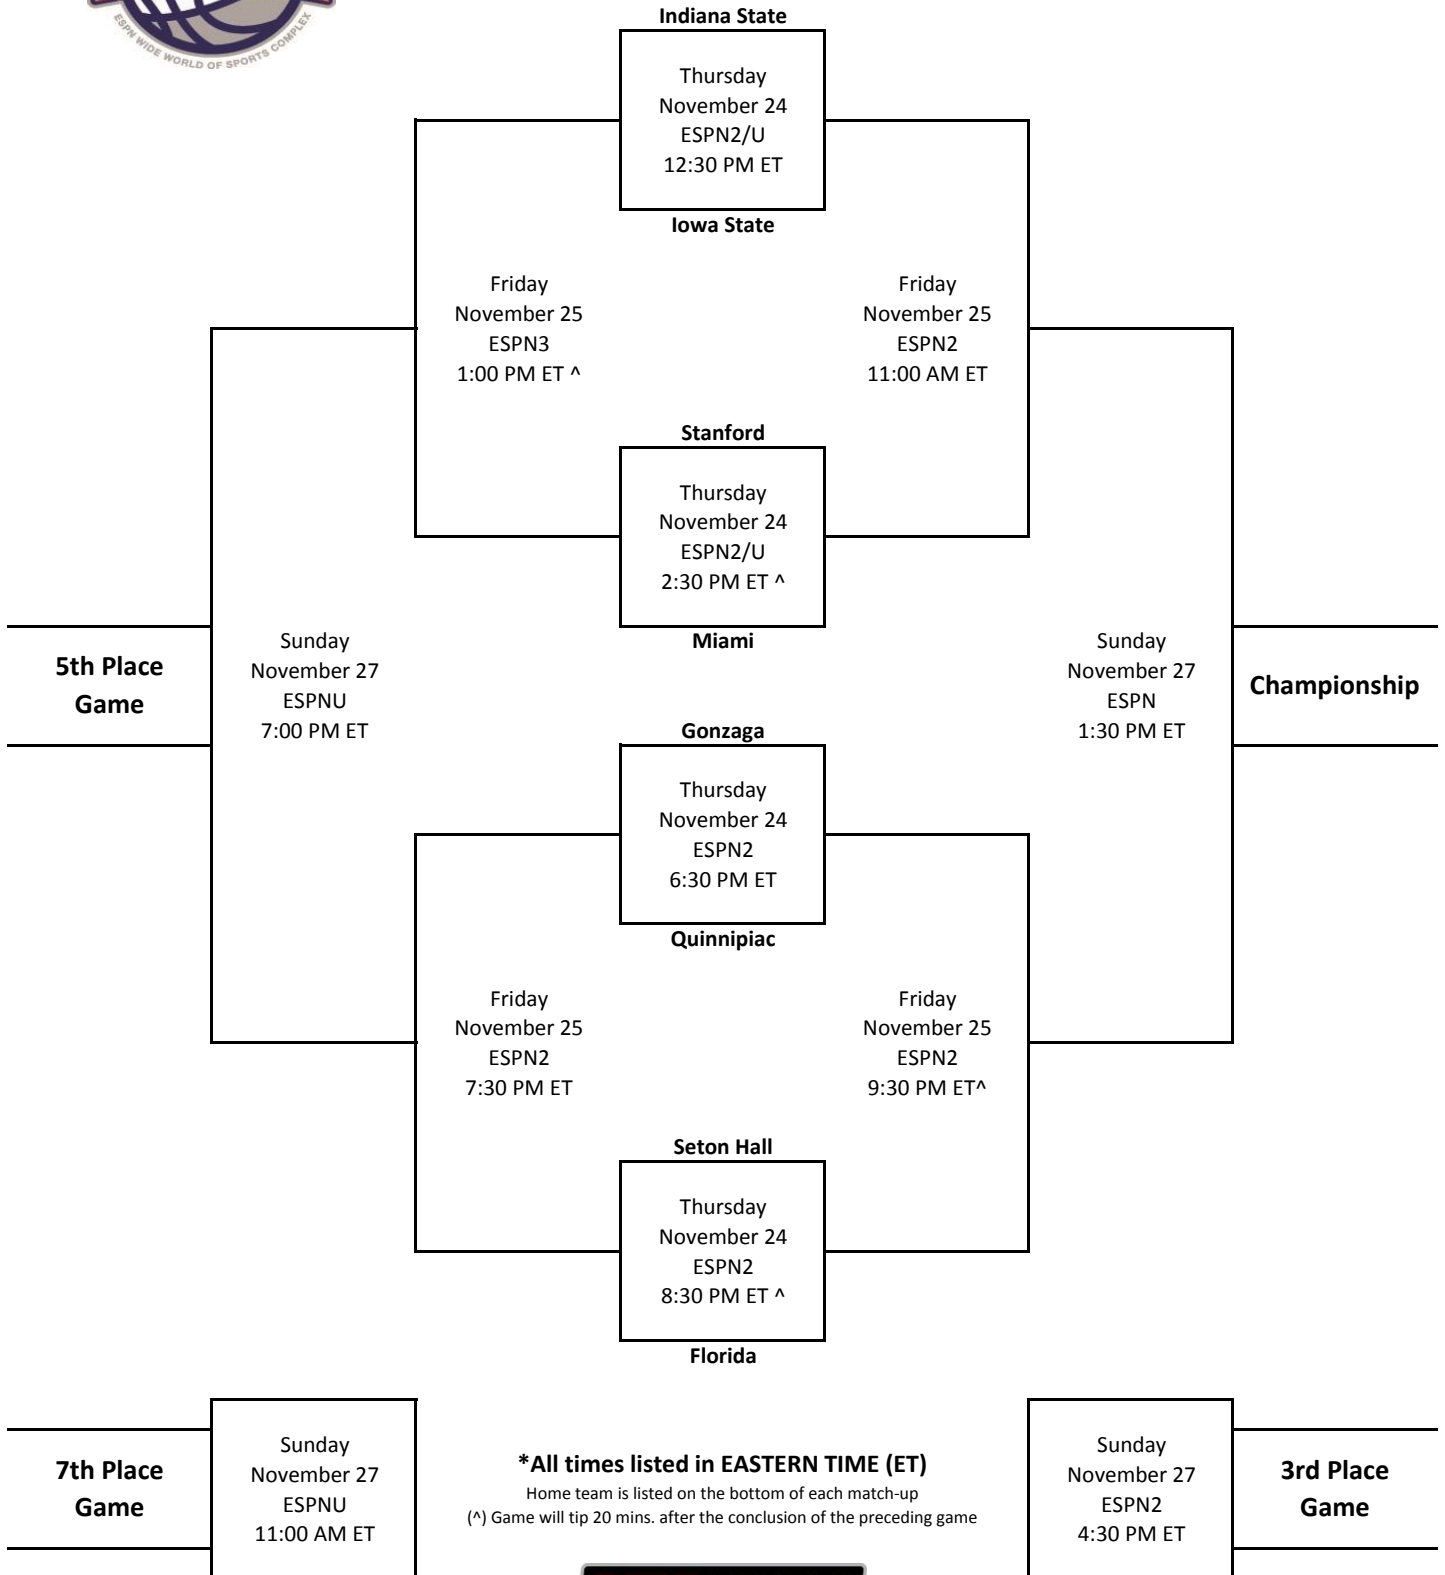 ESPN WIDE WORLD OF SPORTS COMPLEX
Indiana State
Thursday
November 24
ESPN2/U
12:30 PM ET
Iowa State
Friday
November 25
ESPN3
1:00 PM ET ^
Friday
November 25
ESPN2
11:00 AM ET
Stanford
Thursday
November 24
ESPN2/U
2:30 PM ET ^
Miami
5th Place
Game
Sunday
November 27
ESPNU
7:00 PM ET
Sunday
November 27
ESPN
1:30 PM ET
Championship
Gonzaga
Thursday
November 24
ESPN2
6:30 PM ET
Quinnipiac
Friday
November 25
ESPN2
7:30 PM ET
Friday
November 25
ESPN2
9:30 PM ET^
Seton Hall
Thursday
November 24
ESPN2
8:30 PM ET ^
Florida
7th Place
Game
Sunday
November 27
ESPNU
11:00 AM ET
*All times listed in EASTERN TIME (ET)
Home team is listed on the bottom of each match-up
(^) Game will tip 20 mins. after the conclusion of the preceding game
Sunday
November 27
ESPN2
4:30 PM ET
3rd Place
Game